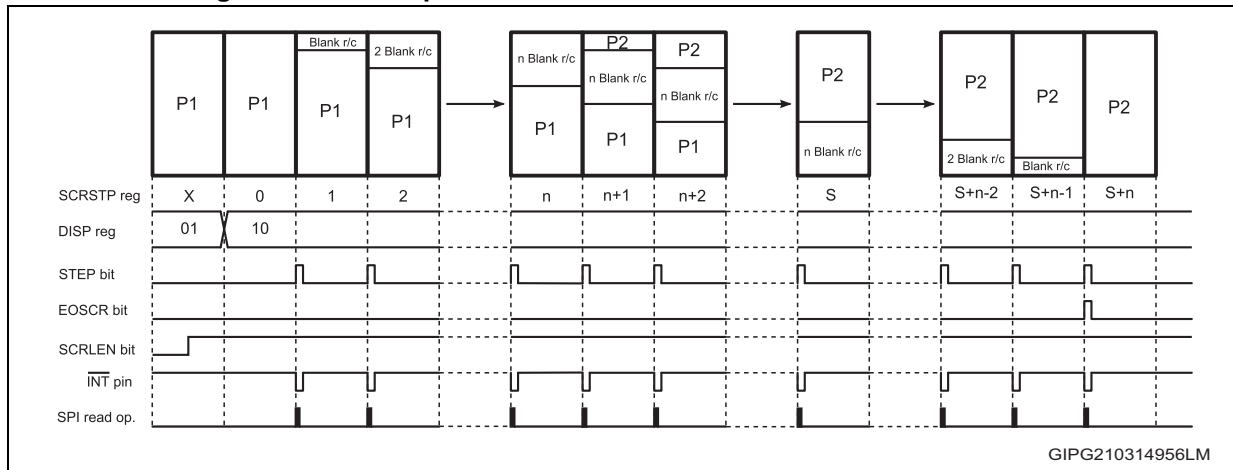 Blank r/c
2 Blank r/c
P1
P1
P1
P1
n Blank r/c
P1
P2
n Blank r/c
P1
P2
n Blank r/c
P1
P2
n Blank r/c
P2
2 Blank r/c
P2
Blank r/c
P2
SCRSTP reg X 0 1 2 n n+1 n+2 S S+n-2 S+n-1 S+n
DISP reg 01 10
STEP bit
EOSCR bit
SCRLEN bit
INT pin
SPI read op.
GIPG210314956LM